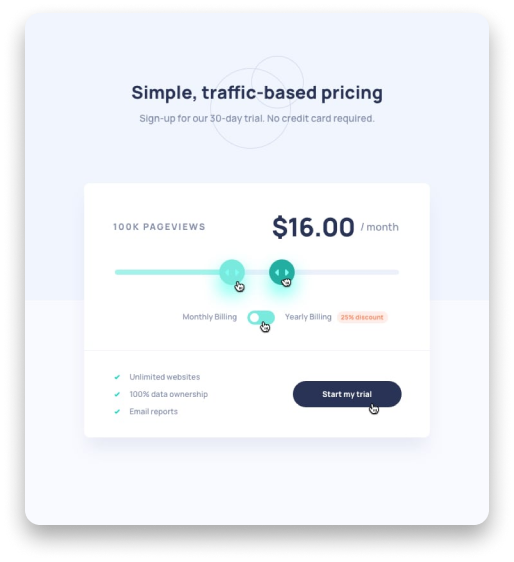 Simple, traffic-based pricing
Sign-up for our 30-day trial. No credit card required.
100K PAGEVIEWS
$16.00 / month
Monthly Billing
Yearly Billing
25% discount
Unlimited websites
100% data ownership
Email reports
Start my trial